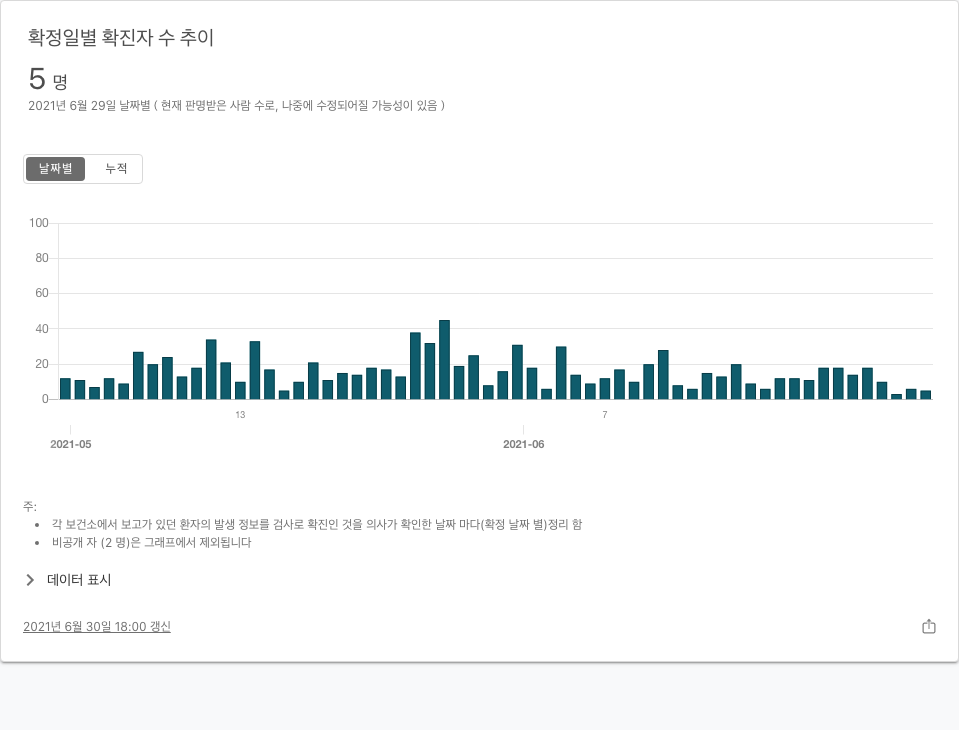 확정일별 확진자 수 추이
5 명
2021년 6월 29일 날짜별 ( 현재 판명받은 사람 수로, 나중에 수정되어질 가능성이 있음 )
날짜별 누적
100
80
60
40
20
0
13 7
2021-05 2021-06
주:
각 보건소에서 보고가 있던 환자의 발생 정보를 검사로 확진인 것을 의사가 확인한 날짜 마다(확정 날짜 별)정리 함
비공개 자 (2 명)은 그래프에서 제외됩니다
데이터 표시
2021년 6월 30일 18:00 갱신